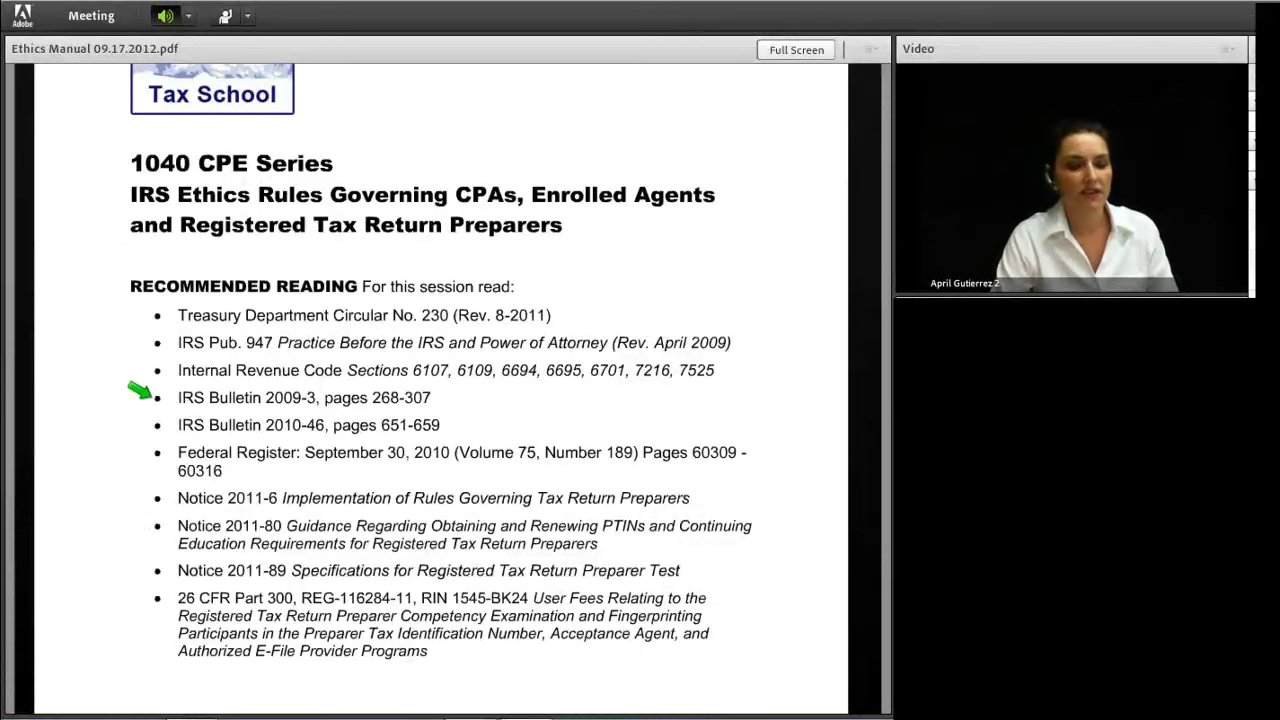 Meeting
Ethics Manual 09.17.2012.pdf
Full Screen
Video
Tax School
1040 CPE Series
IRS Ethics Rules Governing CPAs, Enrolled Agents
and Registered Tax Return Preparers
RECOMMENDED READING For this session read:
• Treasury Department Circular No. 230 (Rev. 8-2011)
• IRS Pub. 947 Practice Before the IRS and Power of Attorney (Rev. April 2009)
• Internal Revenue Code Sections 6107, 6109, 6694, 6695, 6701, 7216, 7525
• IRS Bulletin 2009-3, pages 268-307
• IRS Bulletin 2010-46, pages 651-659
• Federal Register: September 30, 2010 (Volume 75, Number 189) Pages 60309 -
60316
• Notice 2011-6 Implementation of Rules Governing Tax Return Preparers
• Notice 2011-80 Guidance Regarding Obtaining and Renewing PTINs and Continuing
Education Requirements for Registered Tax Return Preparers
• Notice 2011-89 Specifications for Registered Tax Return Preparer Test
• 26 CFR Part 300, REG-116284-11, RIN 1545-BK24 User Fees Relating to the
Registered Tax Return Preparer Competency Examination and Fingerprinting
Participants in the Preparer Tax Identification Number, Acceptance Agent, and
Authorized E-File Provider Programs
April Gutierrez 2
Adobe